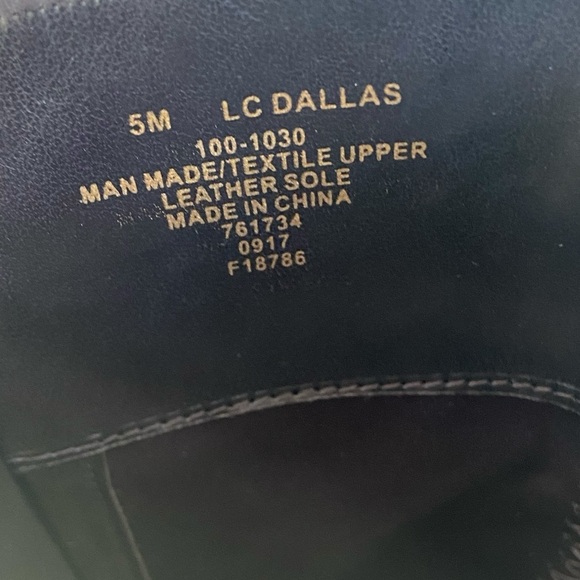 5M LC DALLAS
100-1030
MAN MADE/TEXTILE UPPER
LEATHER SOLE
MADE IN CHINA
761734
0917
F18786